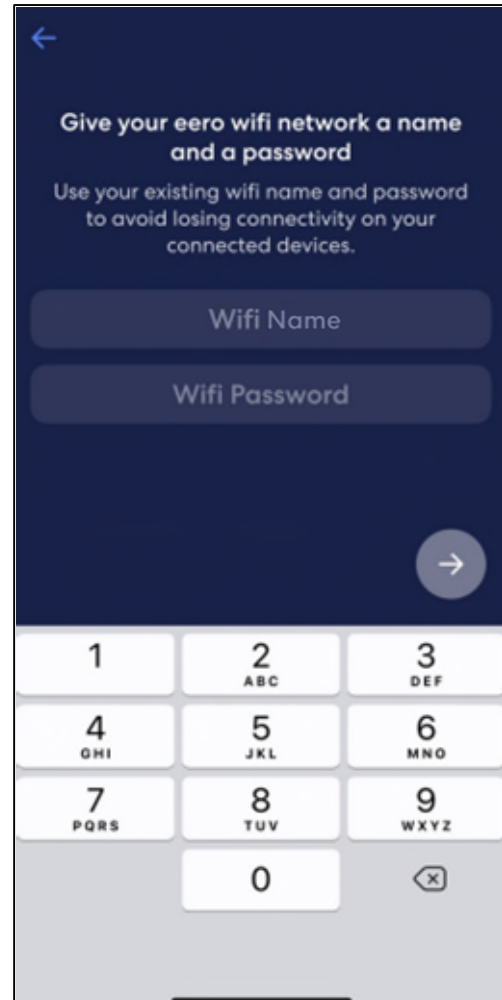 Give your eero wifi network a name
and a password
Use your existing wifi name and password
to avoid losing connectivity on your
connected devices.
Wifi Name
Wifi Password
1 2 3
ABC DEF
4 5 6
GHI JKL MNO
7 8 9
PQRS TUV WXYZ
0